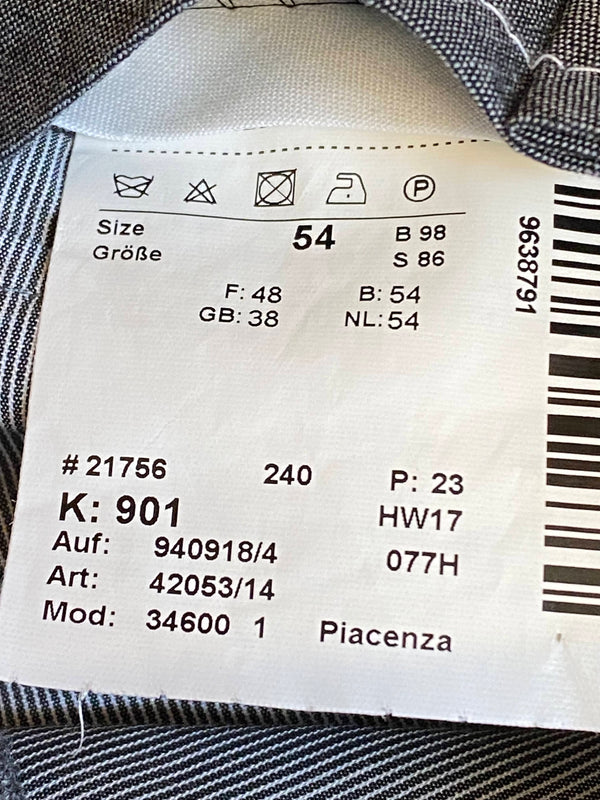 P
Size 54 B 98
Größe S 86
F: 48 B: 54
GB: 38 NL: 54
9638791
# 21756 240 P: 23
K: 901 HW17
Auf: 940918/4 077H
Art: 42053/14
Mod: 34600 1 Piacenza